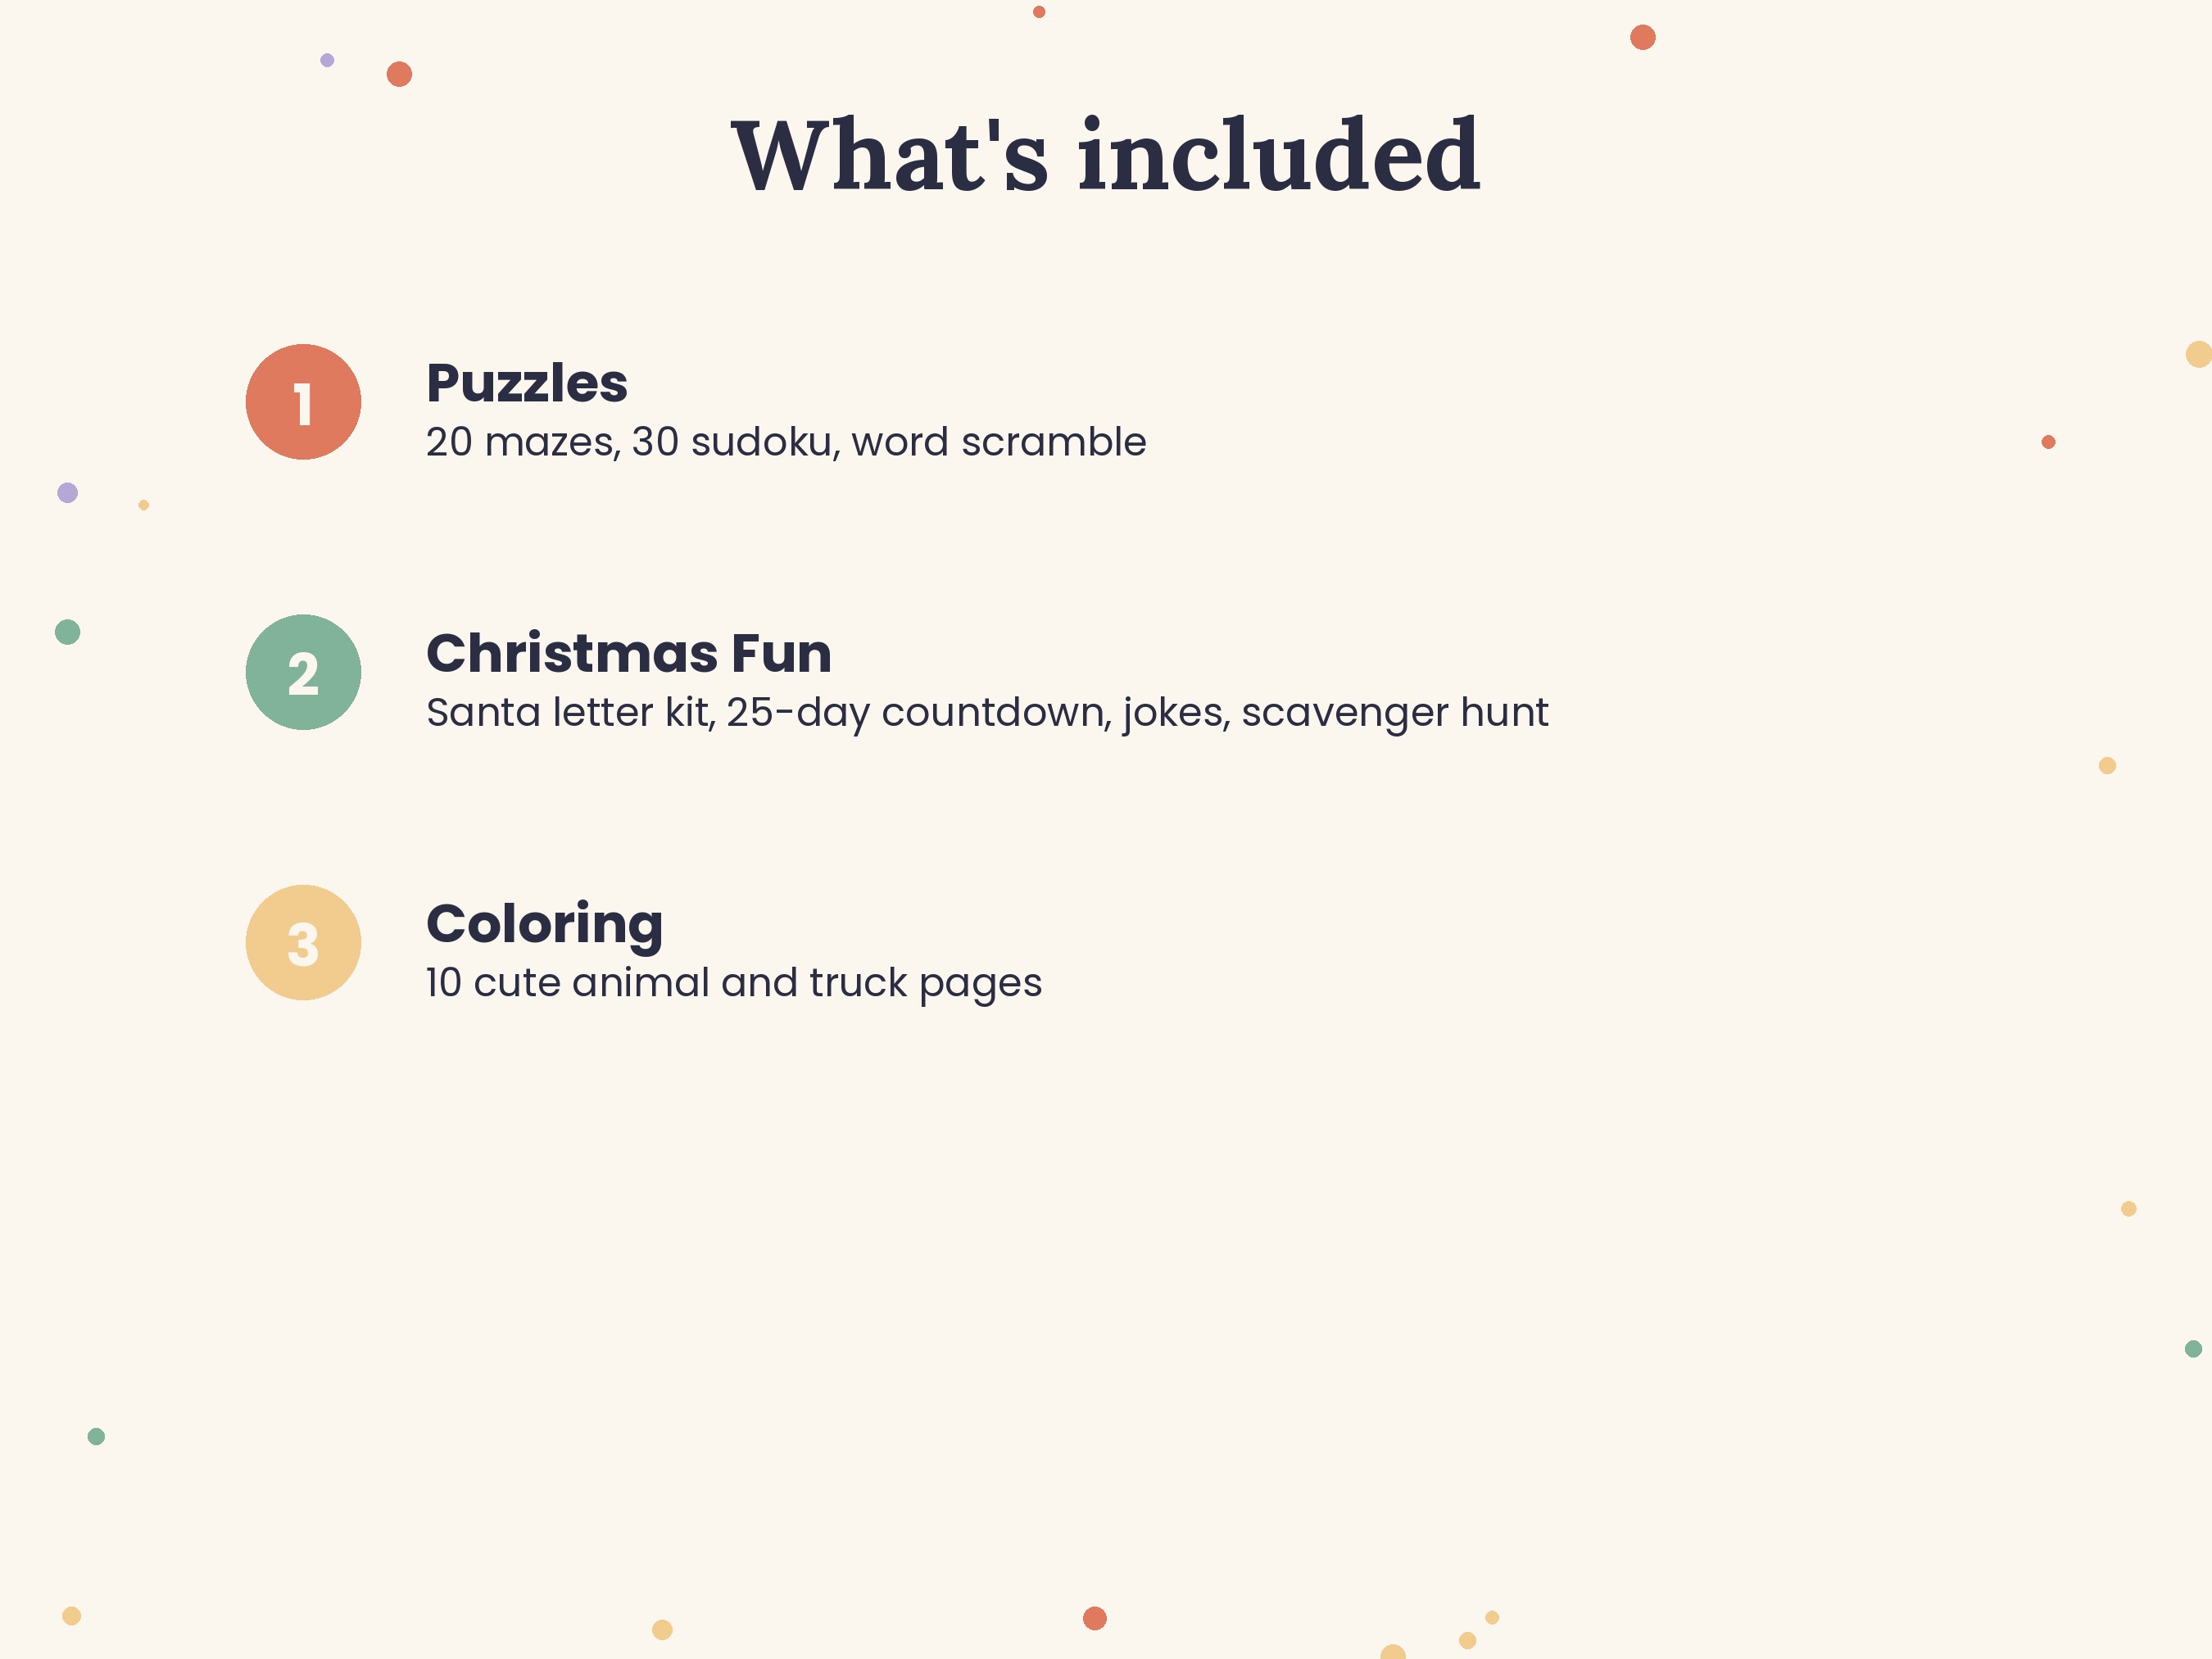 What's included
1
Puzzles
20 mazes, 30 sudoku, word scramble
2
Christmas Fun
Santa letter kit, 25-day countdown, jokes, scavenger hunt
3
Coloring
10 cute animal and truck pages